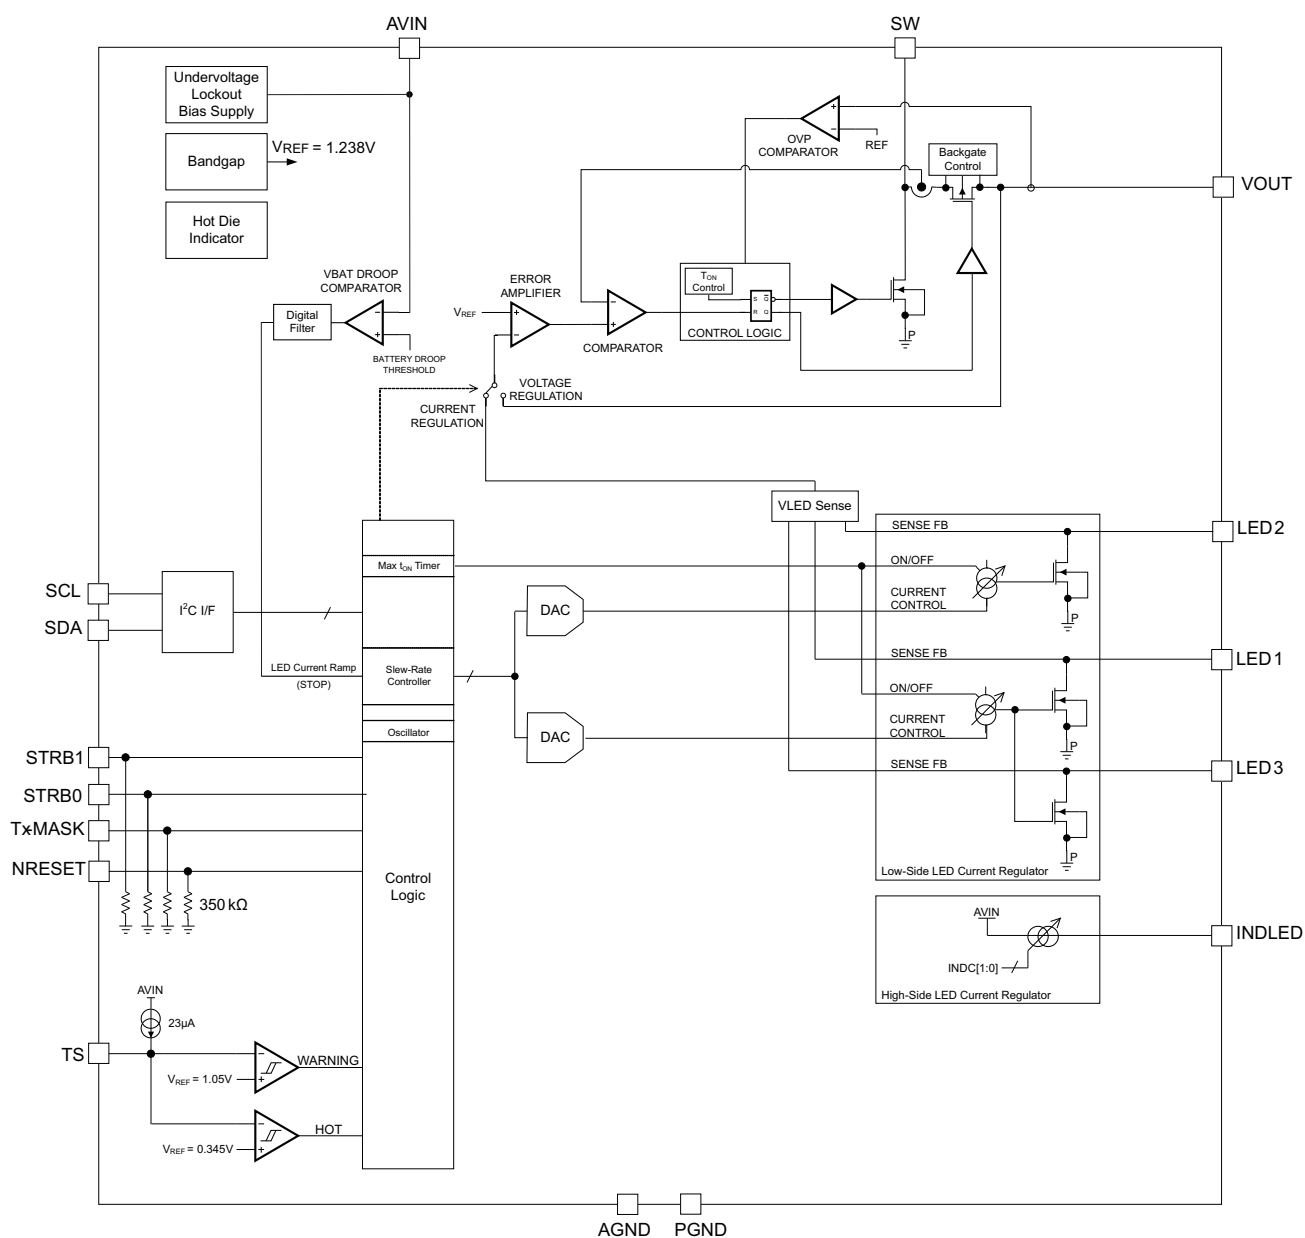 AVIN
SW
Undervoltage
Lockout
Bias Supply
Bandgap
VREF = 1.238V
Hot Die
Indicator
OVP
COMPARATOR
+
−
REF
Backgate
Control
VOUT
VBAT DROOP
COMPARATOR
Digital
Filter
−
+
BATTERY DROOP
THRESHOLD
ERROR
AMPLIFIER
VREF
+
−
−
+
COMPARATOR
TON
Control
S Q
R Q
CONTROL LOGIC
P
VOLTAGE
REGULATION
CURRENT
REGULATION
VLED Sense
SENSE FB
LED2
Max tON Timer
ON/OFF
CURRENT
CONTROL
P
DAC
SCL
SDA
I2C I/F
LED Current Ramp
(STOP)
Slew-Rate
Controller
SENSE FB
LED1
ON/OFF
CURRENT
CONTROL
P
DAC
Oscillator
SENSE FB
LED3
P
Low-Side LED Current Regulator
STRB1
STRB0
Tx-MASK
NRESET
350 kΩ
Control
Logic
AVIN
INDC[1:0]
INDLED
High-Side LED Current Regulator
AVIN
23µA
TS
−
+
WARNING
VREF = 1.05V
−
+
HOT
VREF = 0.345V
AGND
PGND